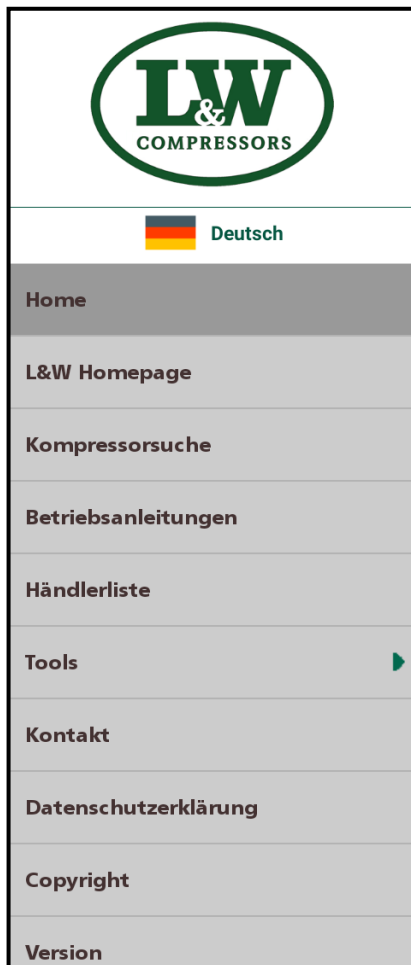 L&W
COMPRESSORS
Deutsch
Home
L&W Homepage
Kompressorsuche
Betriebsanleitungen
Händlerliste
Tools
Kontakt
Datenschutzerklärung
Copyright
Version